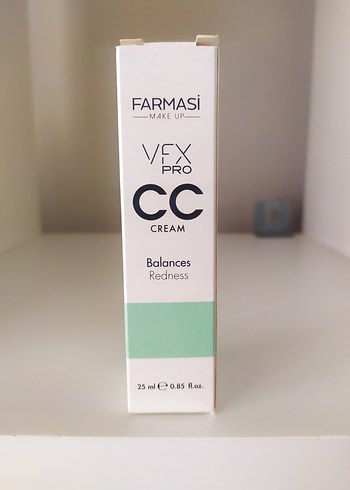 FARMASi
MAKE UP
VFX
PRO
CC
CREAM
Balances
Redness
25 ml ℮ 0.85 fl.oz.